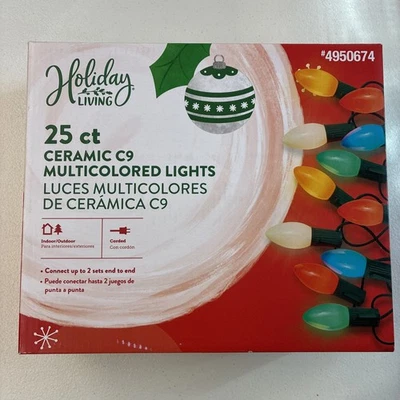 Holiday
LIVING
#4950674
25 ct
CERAMIC C9
MULTICOLORED LIGHTS
LUCES MULTICOLORES
DE CERÁMICA C9
Indoor/Outdoor
Para interiores/exteriores
Corded
Con cordón
• Connect up to 2 sets end to end
• Puede conectar hasta 2 juegos de
punta a punta